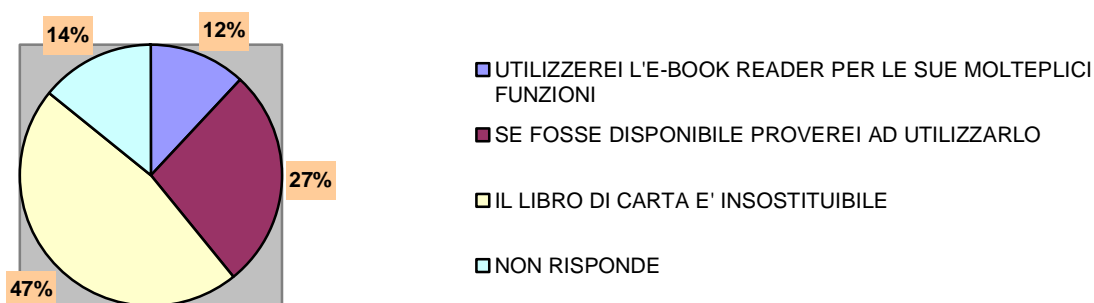 14%
12%
27%
47%
UTILIZZEREI L'E-BOOK READER PER LE SUE MOLTEPLICI
FUNZIONI
SE FOSSE DISPONIBILE PROVEREI AD UTILIZZARLO
IL LIBRO DI CARTA E' INSOSTITUIBILE
NON RISPONDE